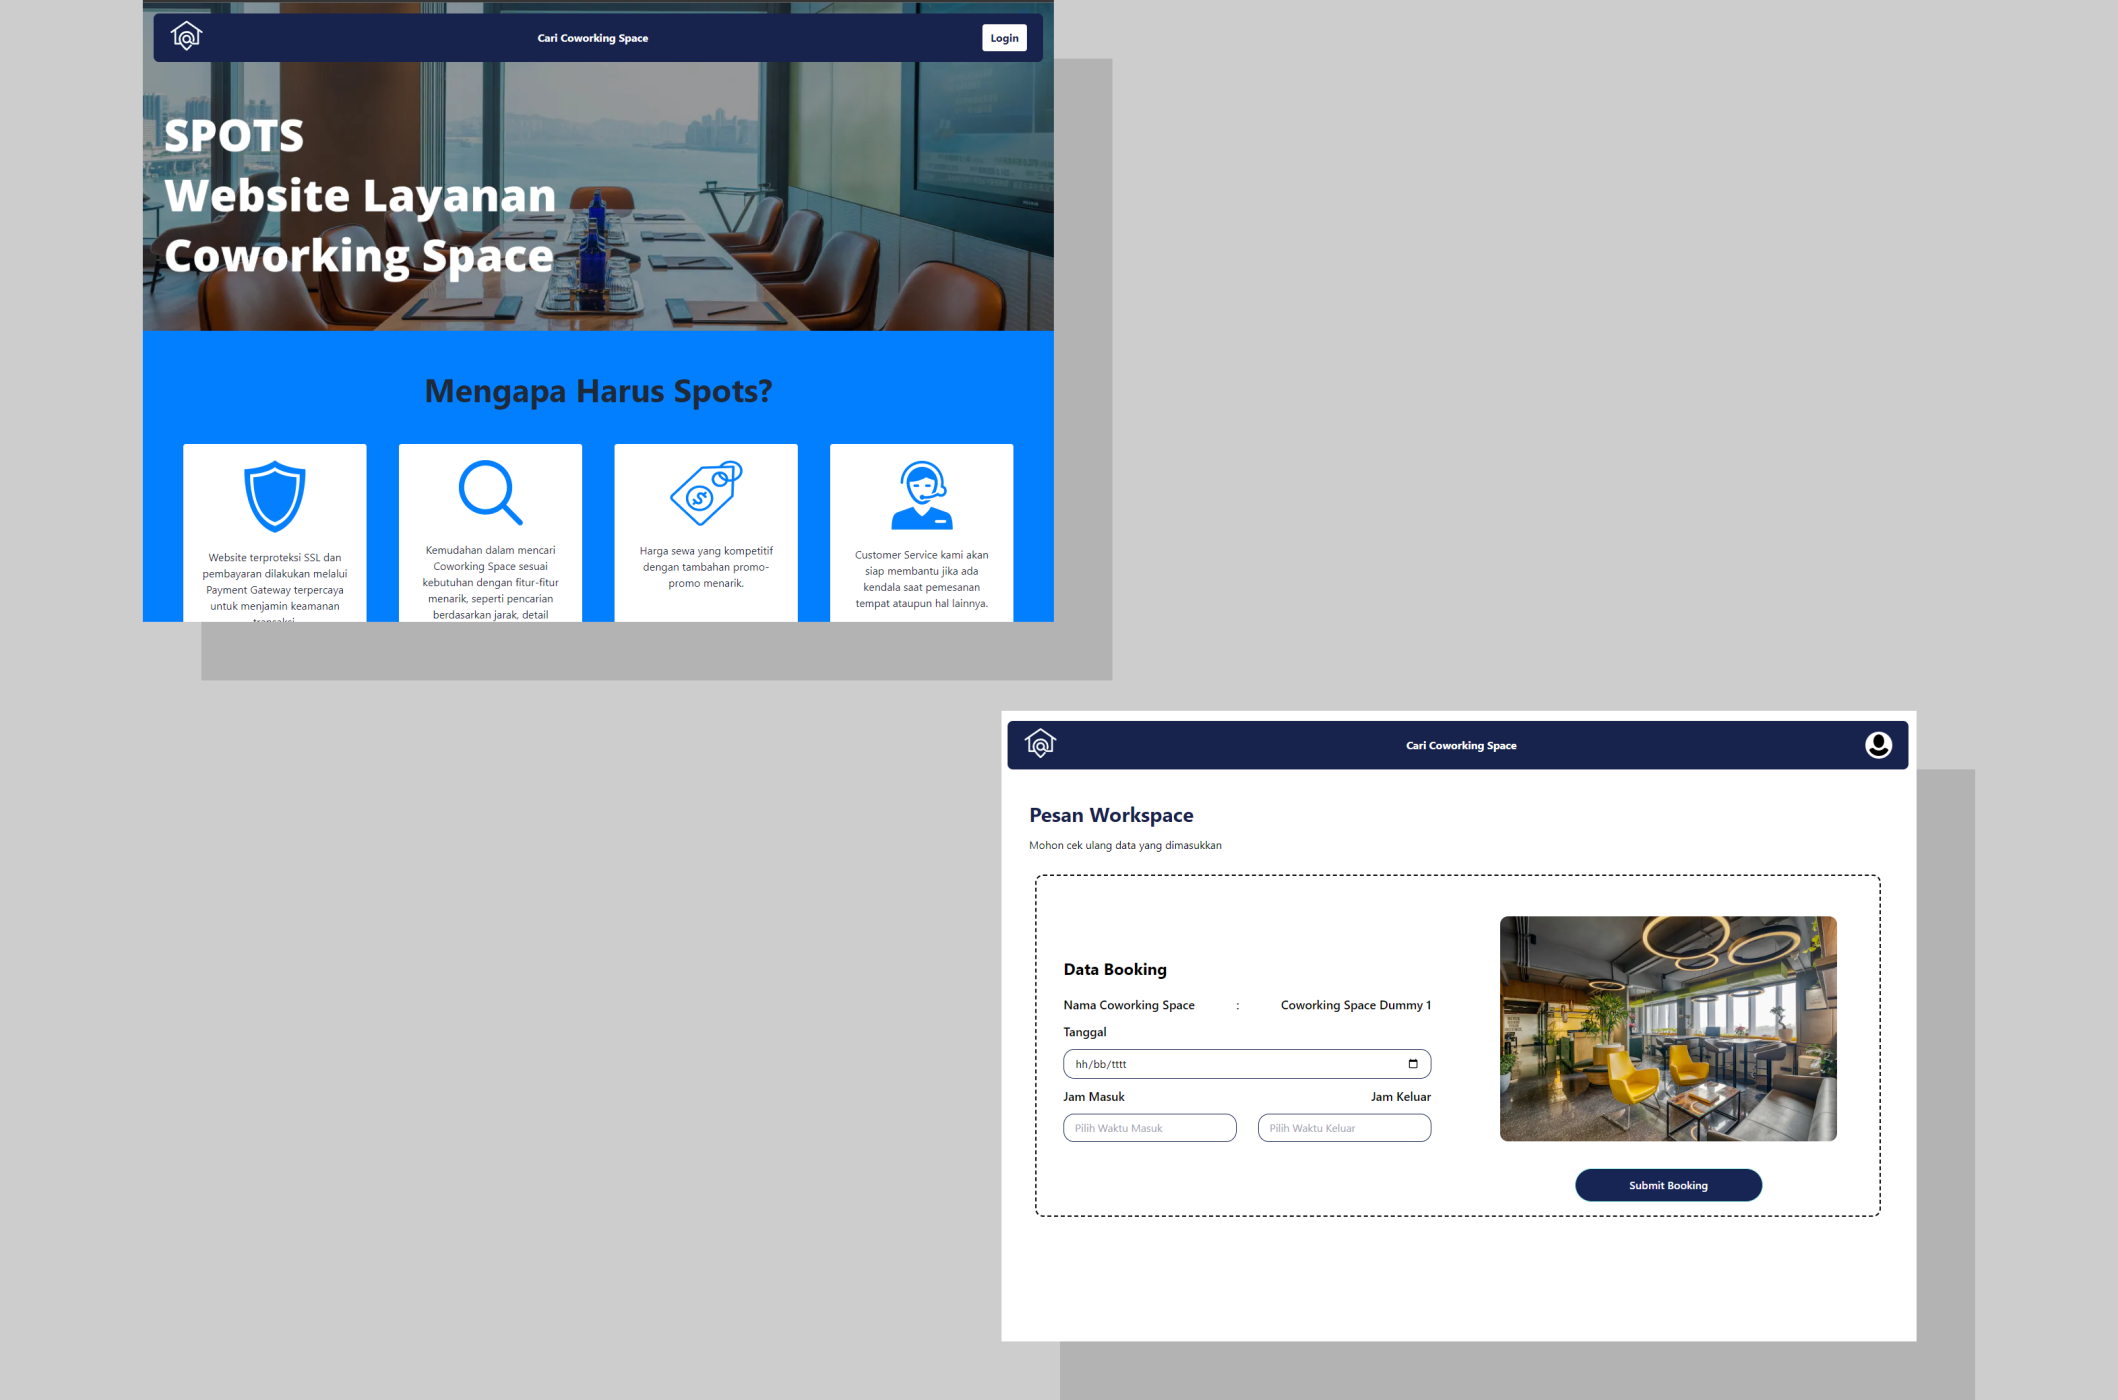 Cari Coworking Space
Login
SPOTS
Website Layanan
Coworking Space
Mengapa Harus Spots?
Website terproteksi SSL dan
pembayaran dilakukan melalui
Payment Gateway terpercaya
untuk menjamin keamanan
transaksi.
Kemudahan dalam mencari
Coworking Space sesuai
kebutuhan dengan fitur-fitur
menarik, seperti pencarian
berdasarkan jarak, detail
Harga sewa yang kompetitif
dengan tambahan promo-
promo menarik.
Customer Service kami akan
siap membantu jika ada
kendala saat pemesanan
tempat ataupun hal lainnya.
Cari Coworking Space
Pesan Workspace
Mohon cek ulang data yang dimasukkan
Data Booking
Nama Coworking Space : Coworking Space Dummy 1
Tanggal
hh/bb/tttt
Jam Masuk Jam Keluar
Pilih Waktu Masuk Pilih Waktu Keluar
Submit Booking